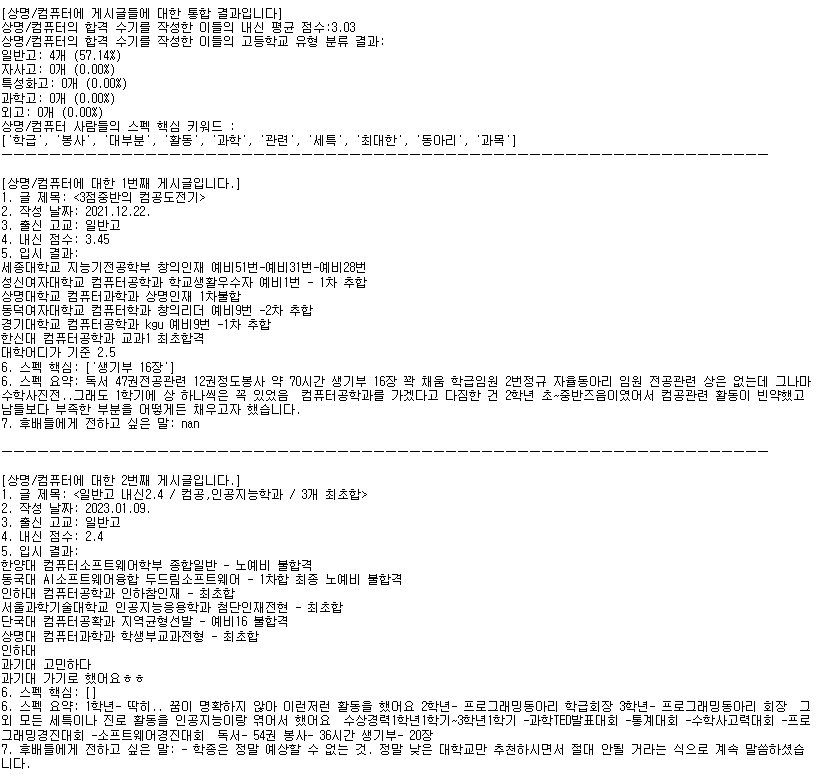 [상명/컴퓨터에 게시글들에 대한 통합 결과입니다]
상명/컴퓨터의 합격 수기를 작성한 이들의 내신 평균 점수:3.03
상명/컴퓨터의 합격 수기를 작성한 이들의 고등학교 유형 분류 결과:
일반고: 4개 (57.14%)
자사고: 0개 (0.00%)
특성화고: 0개 (0.00%)
과학고: 0개 (0.00%)
외고: 0개 (0.00%)
상명/컴퓨터 사람들의 스펙 핵심 키워드 :
['학급', '봉사', '대부분', '활동', '과학', '관련', '세특', '최대한', '동아리', '과목']
[상명/컴퓨터에 대한 1번째 게시글입니다.]
1. 글 제목: <3점중반의 컴공도전기>
2. 작성 날짜: 2021.12.22.
3. 출신 고교: 일반고
4. 내신 점수: 3.45
5. 입시 결과:
세종대학교 지능기전공학부 창의인재 예비51번-예비31번-예비28번
성신여자대학교 컴퓨터공학과 학교생활우수자 예비1번 - 1차 추합
상명대학교 컴퓨터과학과 상명인재 1차불합
동덕여자대학교 컴퓨터학과 창의리더 예비9번 -2차 추합
경기대학교 컴퓨터공학과 kgu 예비9번 -1차 추합
한신대 컴퓨터공학과 교과1 최초합격
대학어디가 기준 2.5
6. 스펙 핵심: ['생기부 16장']
6. 스펙 요약: 독서 47권전공관련 12권정도봉사 약 70시간 생기부 16장 꽉 채움 학급임원 2번정규 자율동아리 임원 전공관련 상은 없는데 그나마
수학사진전..그래도 1학기에 상 하나씩은 꼭 있었음  컴퓨터공학과를 가겠다고 다짐한 건 2학년 초~중반즈음이였어서 컴공관련 활동이 빈약했고
남들보다 부족한 부분을 어떻게든 채우고자 했습니다.
7. 후배들에게 전하고 싶은 말: nan
[상명/컴퓨터에 대한 2번째 게시글입니다.]
1. 글 제목: <일반고 내신2.4 / 컴공,인공지능학과 / 3개 최초합>
2. 작성 날짜: 2023.01.09.
3. 출신 고교: 일반고
4. 내신 점수: 2.4
5. 입시 결과:
한양대 컴퓨터소프트웨어학부 종합일반 - 노예비 불합격
동국대 AI소프트웨어융합 두드림소프트웨어 - 1차합 최종 노예비 불합격
인하대 컴퓨터공학과 인하참인재 - 최초합
서울과학기술대학교 인공지능응용학과 첨단인재전현 - 최초합
단국대 컴퓨터공확과 지역균형선발 - 예비16 불합격
상명대 컴퓨터과학과 학생부교과전형 - 최초합
인하대
과기대 고민하다
과기대 가기로 했어요ㅎㅎ
6. 스펙 핵심: []
6. 스펙 요약: 1학년- 딱히.. 꿈이 명확하지 않아 이런저런 활동을 했어요 2학년- 프로그래밍동아리 학급회장 3학년- 프로그래밍동아리 회장  그
외 모든 세특이나 진로 활동을 인공지능이랑 엮어서 했어요  수상경력1학년1학기~3학년1학기 -과학TED발표대회 -통계대회 -수학사고력대회 -프로
그래밍경진대회 -소프트웨어경진대회  독서- 54권 봉사- 36시간 생기부- 20장
7. 후배들에게 전하고 싶은 말: - 학종은 정말 예상할 수 없는 것. 정말 낮은 대학교만 추천하시면서 절대 안될 거라는 식으로 계속 말씀하셨습
니다.